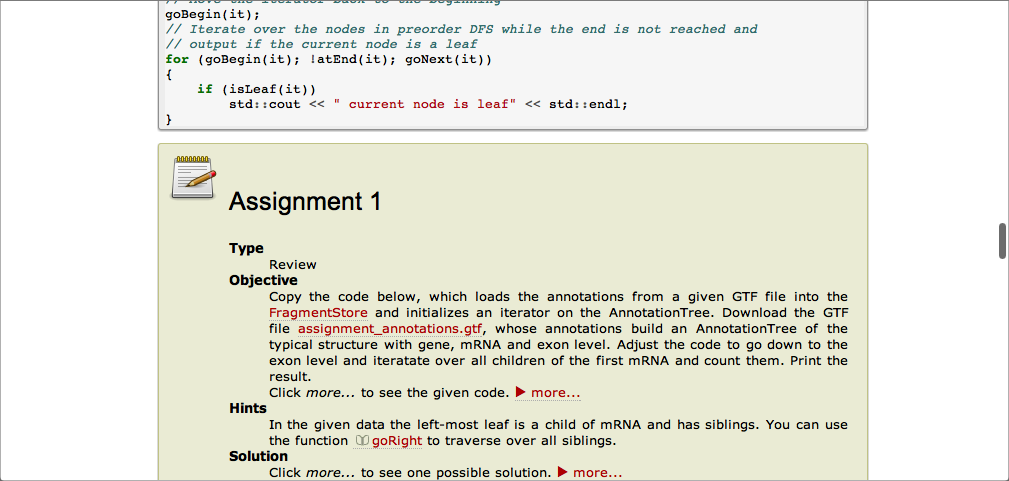 // Move the iterator back to the beginning
goBegin(it);
// Iterate over the nodes in preorder DFS while the end is not reached and
// output if the current node is a leaf
for (goBegin(it); !atEnd(it); goNext(it))
{
    if (isLeaf(it))
        std::cout << " current node is leaf" << std::endl;
}
Assignment 1
Type
Review
Objective
Copy the code below, which loads the annotations from a given GTF file into the
FragmentStore and initializes an iterator on the AnnotationTree. Download the GTF
file assignment_annotations.gtf, whose annotations build an AnnotationTree of the
typical structure with gene, mRNA and exon level. Adjust the code to go down to the
exon level and iteratate over all children of the first mRNA and count them. Print the
result.
Click more... to see the given code. ▶ more...
Hints
In the given data the left-most leaf is a child of mRNA and has siblings. You can use
the function goRight to traverse over all siblings.
Solution
Click more... to see one possible solution. ▶ more...